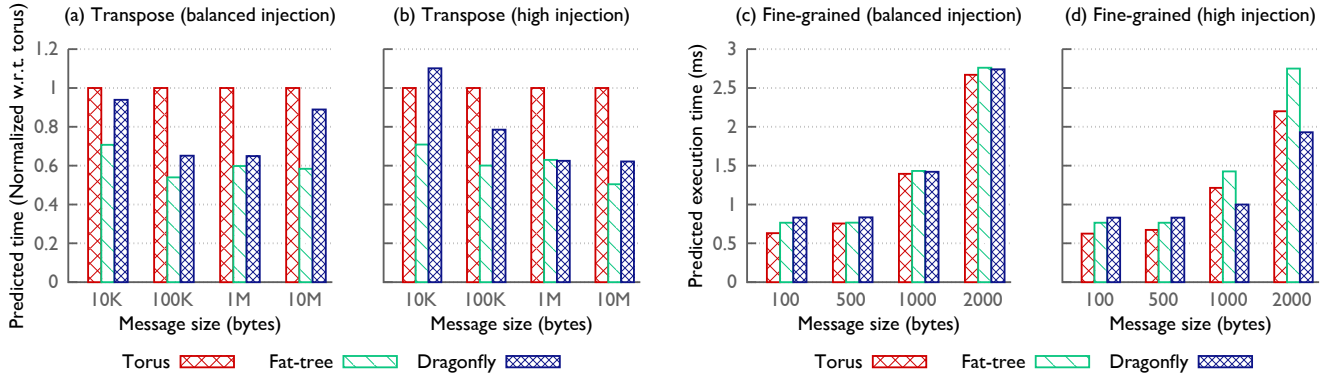 (a) Transpose (balanced injection)
(b) Transpose (high injection)
(c) Fine-grained (balanced injection)
(d) Fine-grained (high injection)
Predicted time (Normalized w.r.t. torus)
1.2
1
0.8
0.6
0.4
0.2
0
10K 100K 1M 10M
Message size (bytes)
10K 100K 1M 10M
Message size (bytes)
Torus Fat-tree Dragonfly
Predicted execution time (ms)
3
2.5
2
1.5
1
0.5
0
100 500 1000 2000
Message size (bytes)
100 500 1000 2000
Message size (bytes)
Torus Fat-tree Dragonfly